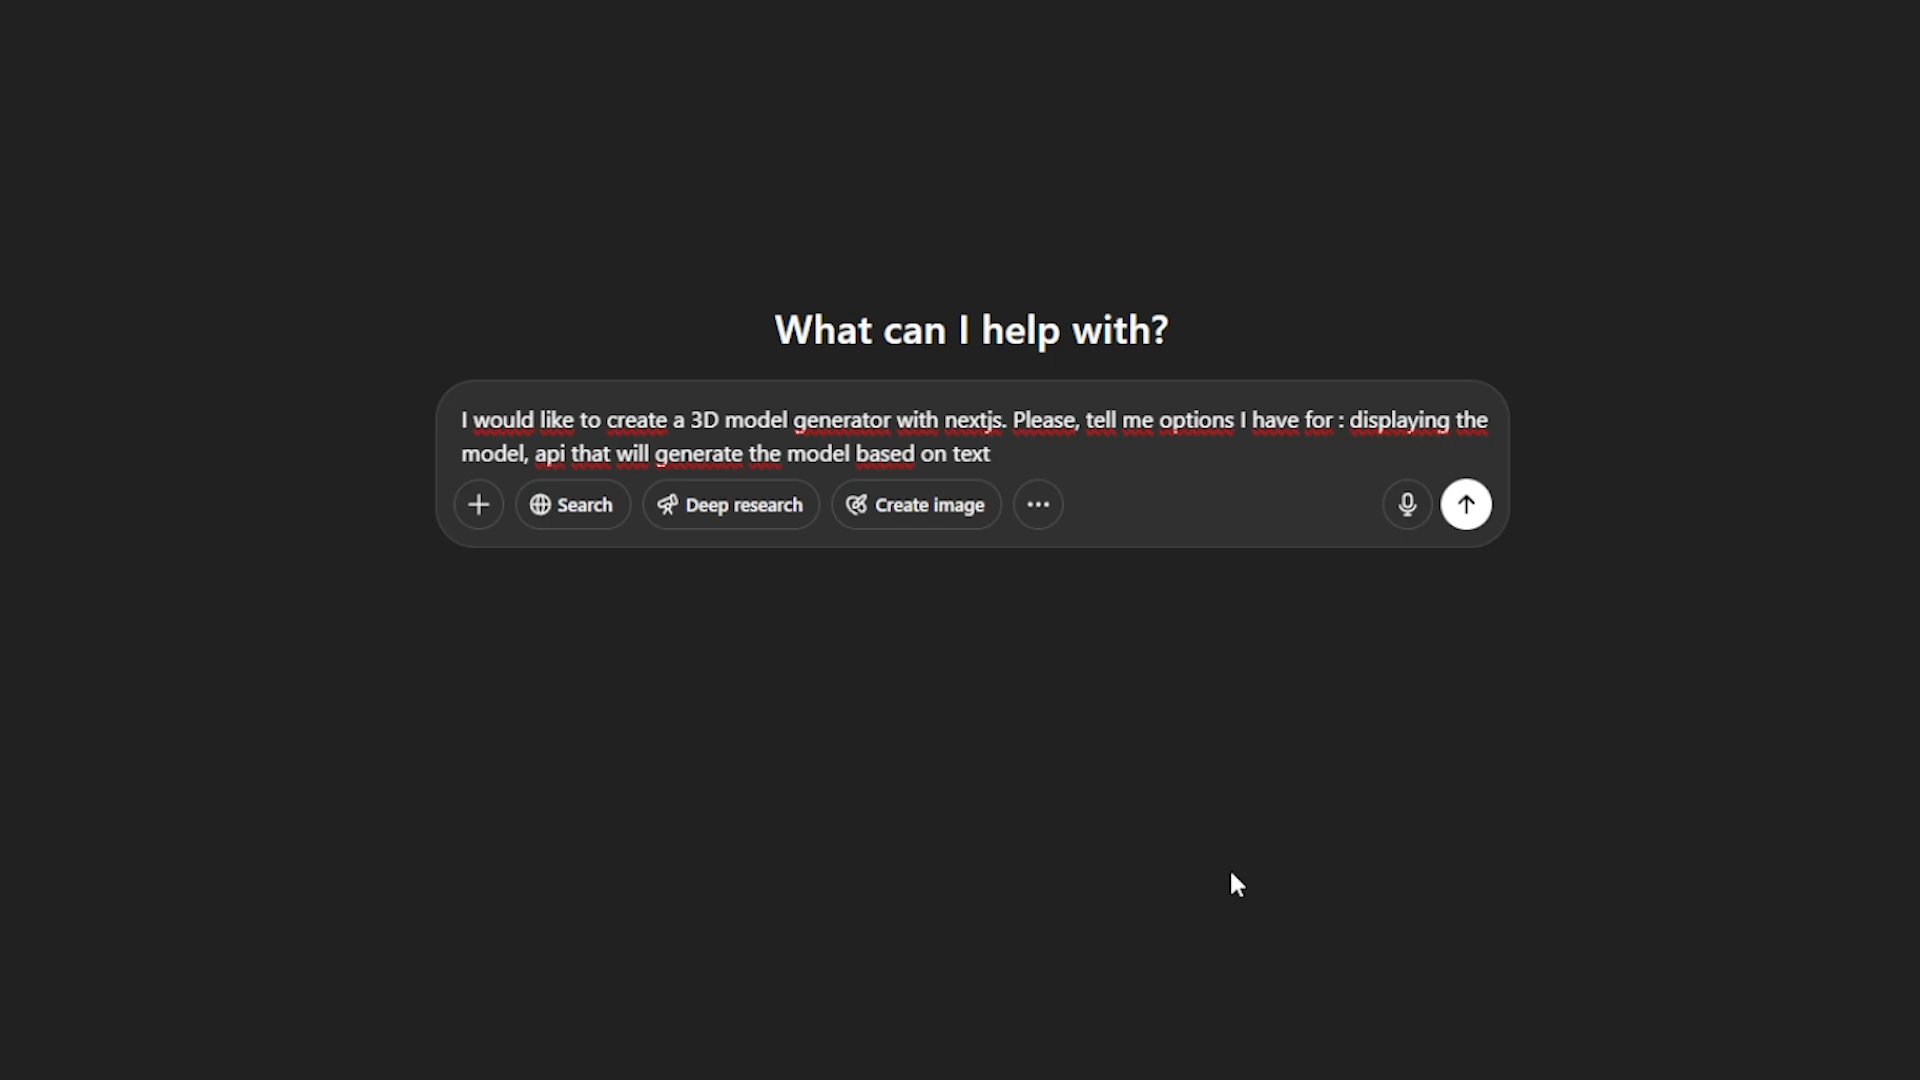 What can I help with?
I would like to create a 3D model generator with nextjs. Please, tell me options I have for : displaying the
model, api that will generate the model based on text
Search Deep research Create image